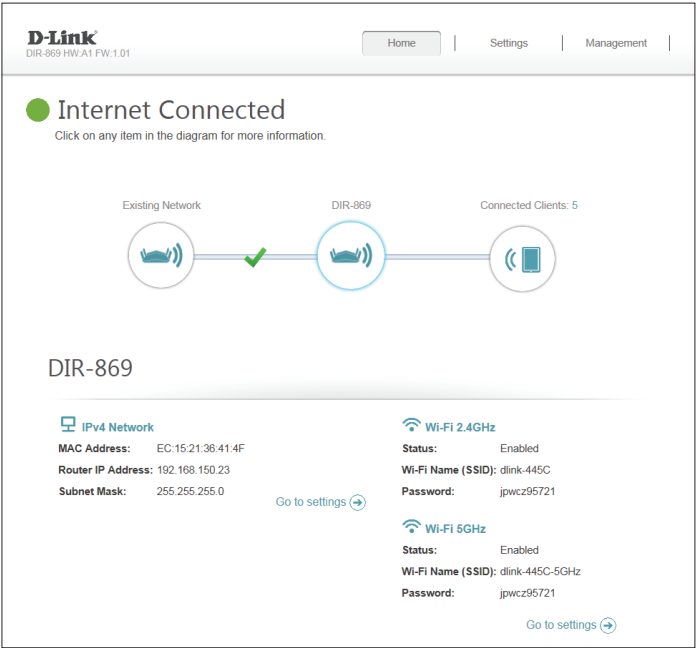 D-Link
DIR-869 HW:A1 FW:1.01
Home
Settings
Management
Internet Connected
Click on any item in the diagram for more information.
Existing Network
DIR-869
Connected Clients: 5
DIR-869
IPv4 Network
MAC Address: EC:15:21:36:41:4F
Router IP Address: 192.168.150.23
Subnet Mask: 255.255.255.0
Go to settings
Wi-Fi 2.4GHz
Status: Enabled
Wi-Fi Name (SSID): dlink-445C
Password: jpwcz95721
Wi-Fi 5GHz
Status: Enabled
Wi-Fi Name (SSID): dlink-445C-5GHz
Password: jpwcz95721
Go to settings